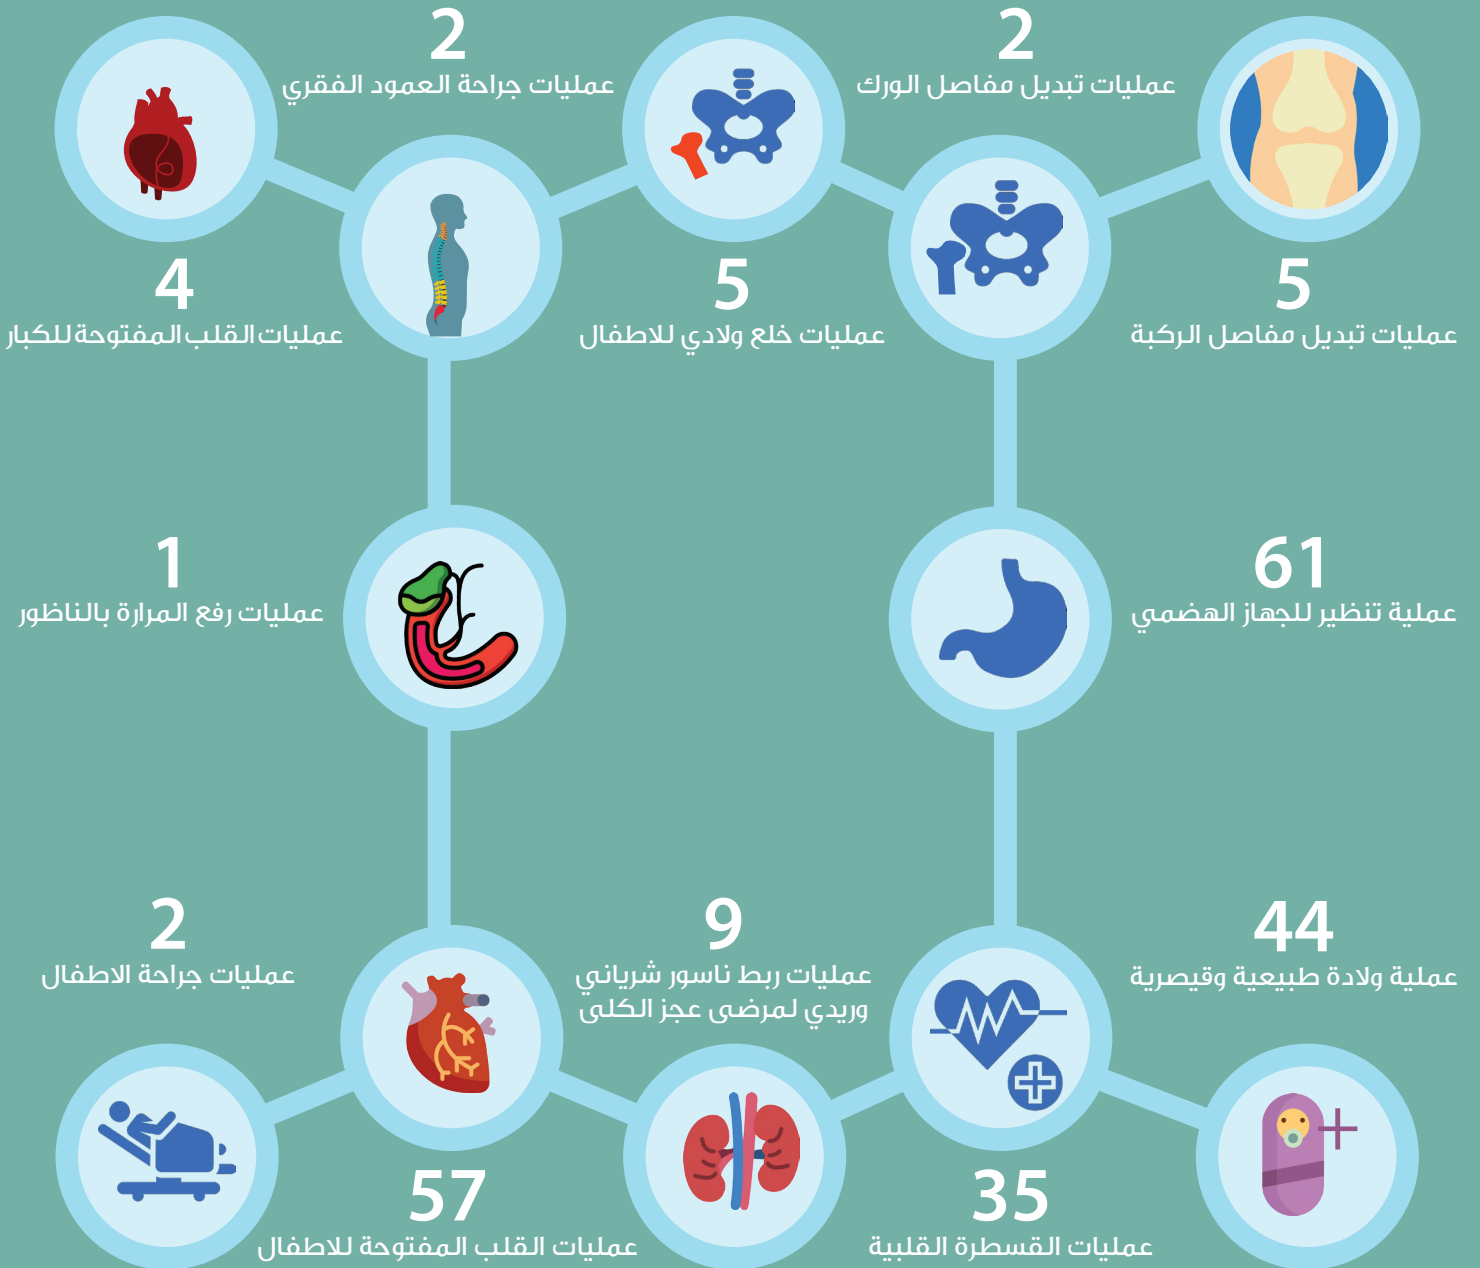 2
عمليات تبديل مفاصل الورك
2
عمليات جراحة العمود الفقري
5
عمليات تبديل مفاصل الركبة
5
عمليات خلع ولادي للاطفال
4
عمليات القلب المفتوحة للكبار
61
عملية تنظير للجهاز الهضمي
1
عمليات رفع المرارة بالناظور
44
عملية ولادة طبيعية وقيصرية
9
عمليات ربط ناسور شرياني
وريدي لمرضى عجز الكلى
2
عمليات جراحة الاطفال
35
عمليات القسطرة القلبية
57
عمليات القلب المفتوحة للاطفال